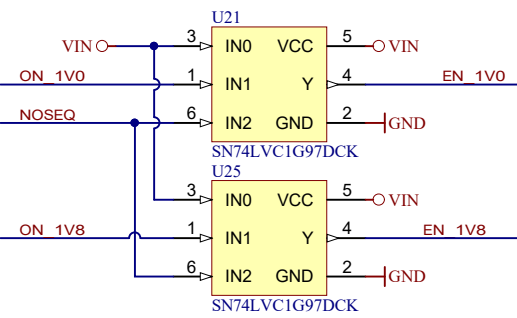 U21
VIN 3 IN0 VCC 5 VIN
ON_1V0 1 IN1 Y 4 EN_1V0
NOSEQ 6 IN2 GND 2 GND
SN74LVC1G97DCK
U25
3 IN0 VCC 5 VIN
ON_1V8 1 IN1 Y 4 EN_1V8
6 IN2 GND 2 GND
SN74LVC1G97DCK